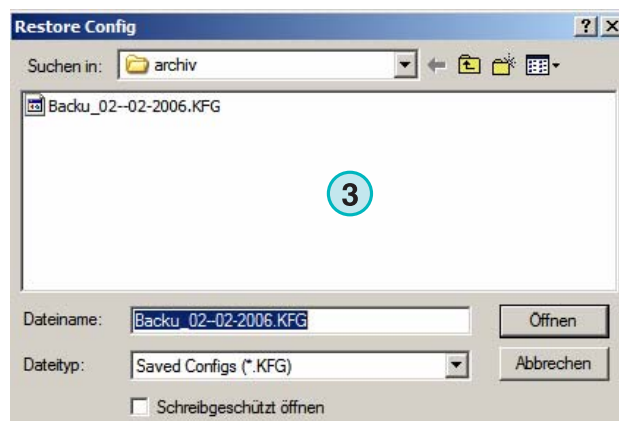 Restore Config
Suchen in: archiv
Backu_02--02-2006.KFG
3
Dateiname: Backu_02--02-2006.KFG Öffnen
Dateityp: Saved Configs (*.KFG) Abbrechen
Schreibgeschützt öffnen